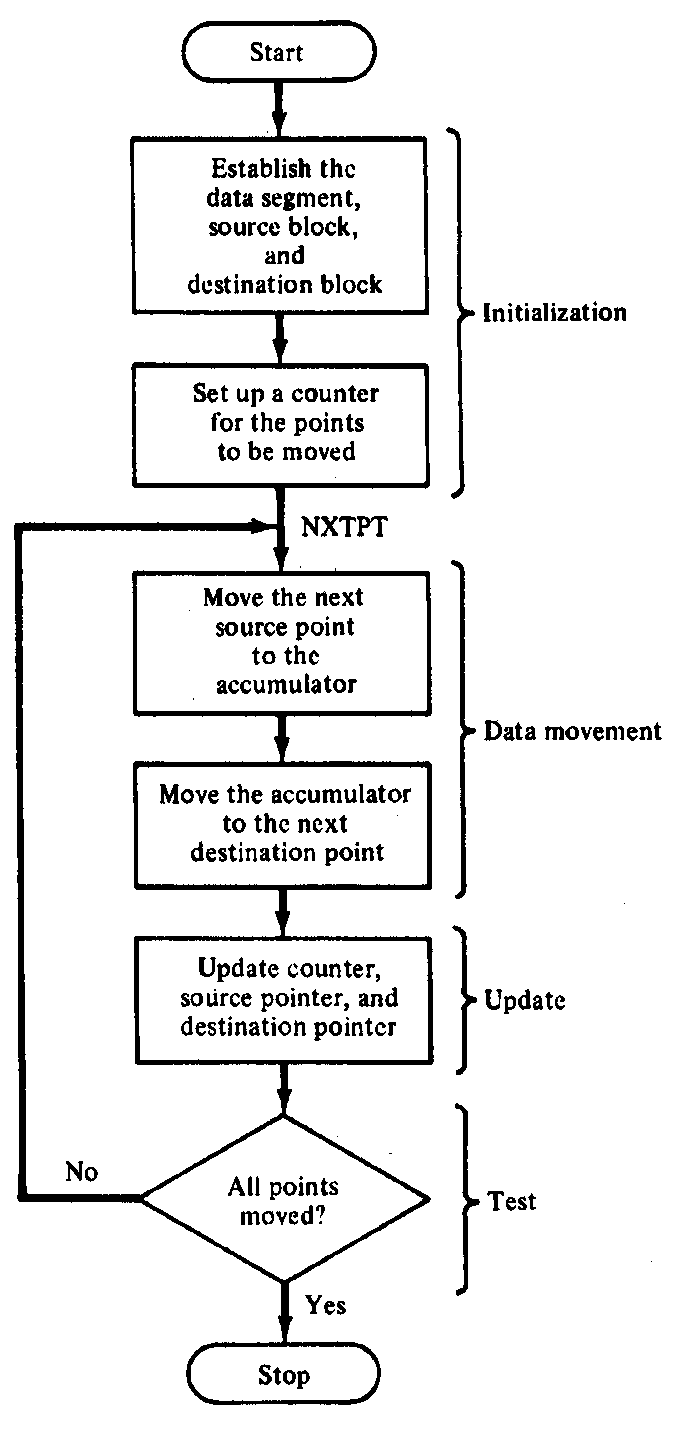 Start
Establish the
data segment,
source block,
and
destination block
Initialization
Set up a counter
for the points
to be moved
NXTPT
Move the next
source point
to the
accumulator
Data movement
Move the accumulator
to the next
destination point
Update counter,
source pointer, and
destination pointer
Update
No
All points
moved?
Test
Yes
Stop